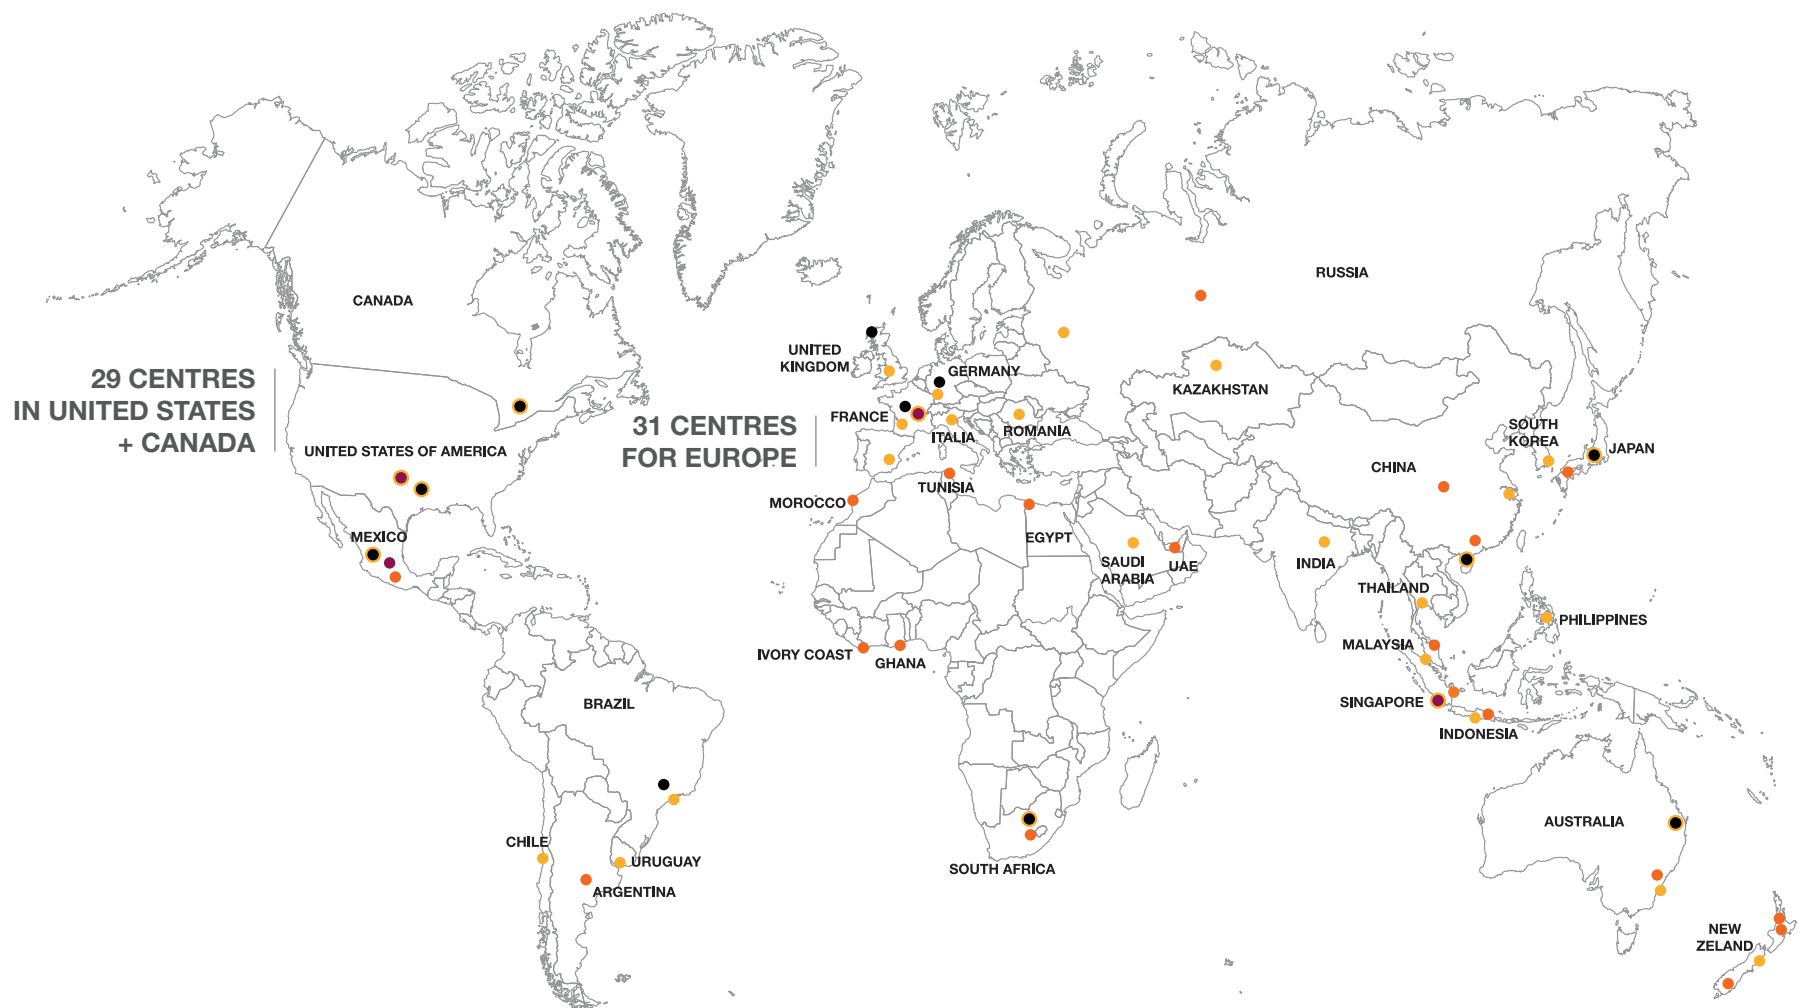 RUSSIA
CANADA
UNITED
KINGDOM
GERMANY
29 CENTRES
IN UNITED STATES
+ CANADA
KAZAKHSTAN
31 CENTRES
FOR EUROPE
FRANCE
ITALIA
ROMANIA
SOUTH
KOREA
JAPAN
UNITED STATES OF AMERICA
CHINA
TUNISIA
MOROCCO
MEXICO
EGYPT
SAUDI
ARABIA
UAE
INDIA
THAILAND
PHILIPPINES
MALAYSIA
IVORY COAST
GHANA
BRAZIL
SINGAPORE
INDONESIA
AUSTRALIA
CHILE
URUGUAY
SOUTH AFRICA
ARGENTINA
NEW
ZELAND